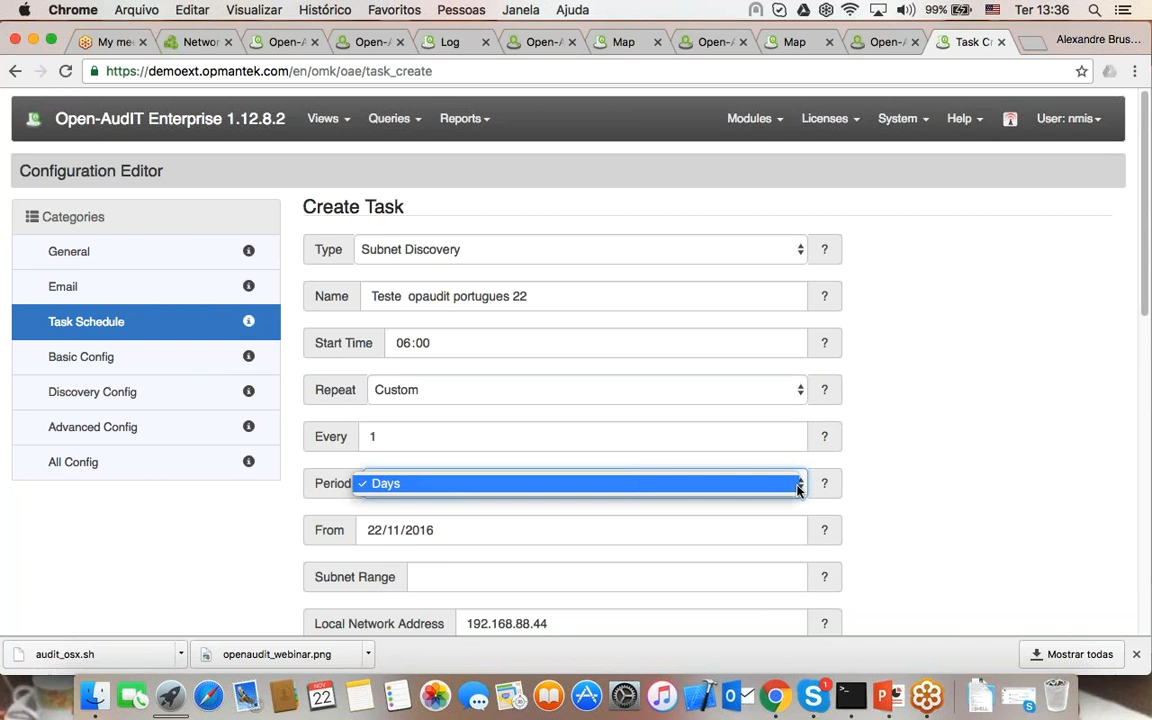 Chrome Arquivo Editar Visualizar Histórico Favoritos Pessoas Janela Ajuda 99% Ter 13:36
My me Networ Open-A Open- Log Open-A Map Open- Map Open-A Task Cr Alexandre Brus...
https://demoext.opmantek.com/en/omk/oae/task_create
Open-AudIT Enterprise 1.12.8.2 Views Queries Reports Modules Licenses System Help User: nmis
Configuration Editor
Categories
General
Email
Task Schedule
Basic Config
Discovery Config
Advanced Config
All Config
Create Task
Type Subnet Discovery ?
Name Teste opaudit portugues 22 ?
Start Time 06:00 ?
Repeat Custom ?
Every 1 ?
Period ✓ Days ?
From 22/11/2016 ?
Subnet Range ?
Local Network Address 192.168.88.44 ?
audit_osx.sh openaudit_webinar.png Mostrar todas
NOV 22 1